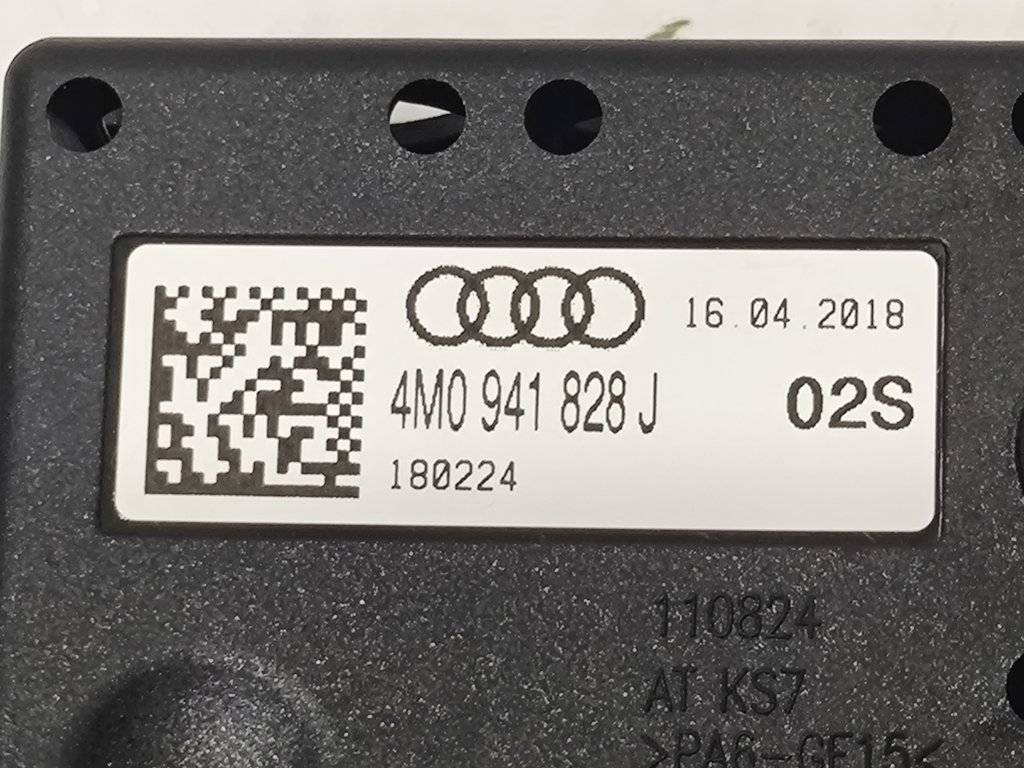 16.04.2018
4M0 941 828 J 02S
180224
110824
AT KS7
>PA6-GF15<